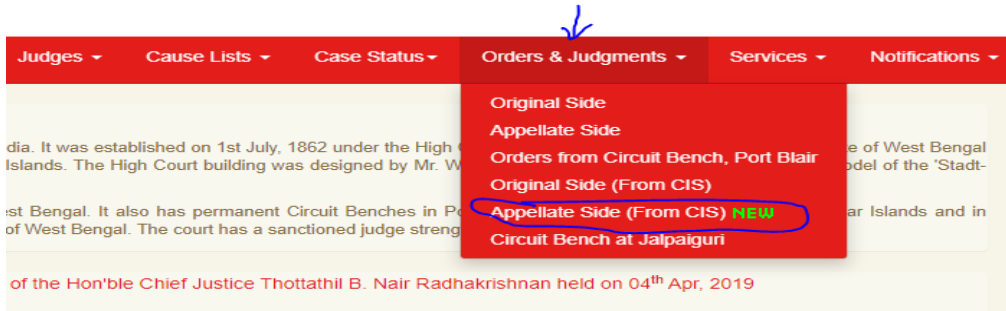 Judges Cause Lists Case Status Orders & Judgments Services Notifications
Original Side
Appellate Side
Orders from Circuit Bench, Port Blair
Original Side (From CIS)
Appellate Side (From CIS) NEW
Circuit Bench at Jalpaiguri
dia. It was established on 1st July, 1862 under the High e of West Bengal
Islands. The High Court building was designed by Mr. W odel of the 'Stadt-
est Bengal. It also has permanent Circuit Benches in Po ar Islands and in
of West Bengal. The court has a sanctioned judge streng
of the Hon'ble Chief Justice Thottathil B. Nair Radhakrishnan held on 04th Apr, 2019